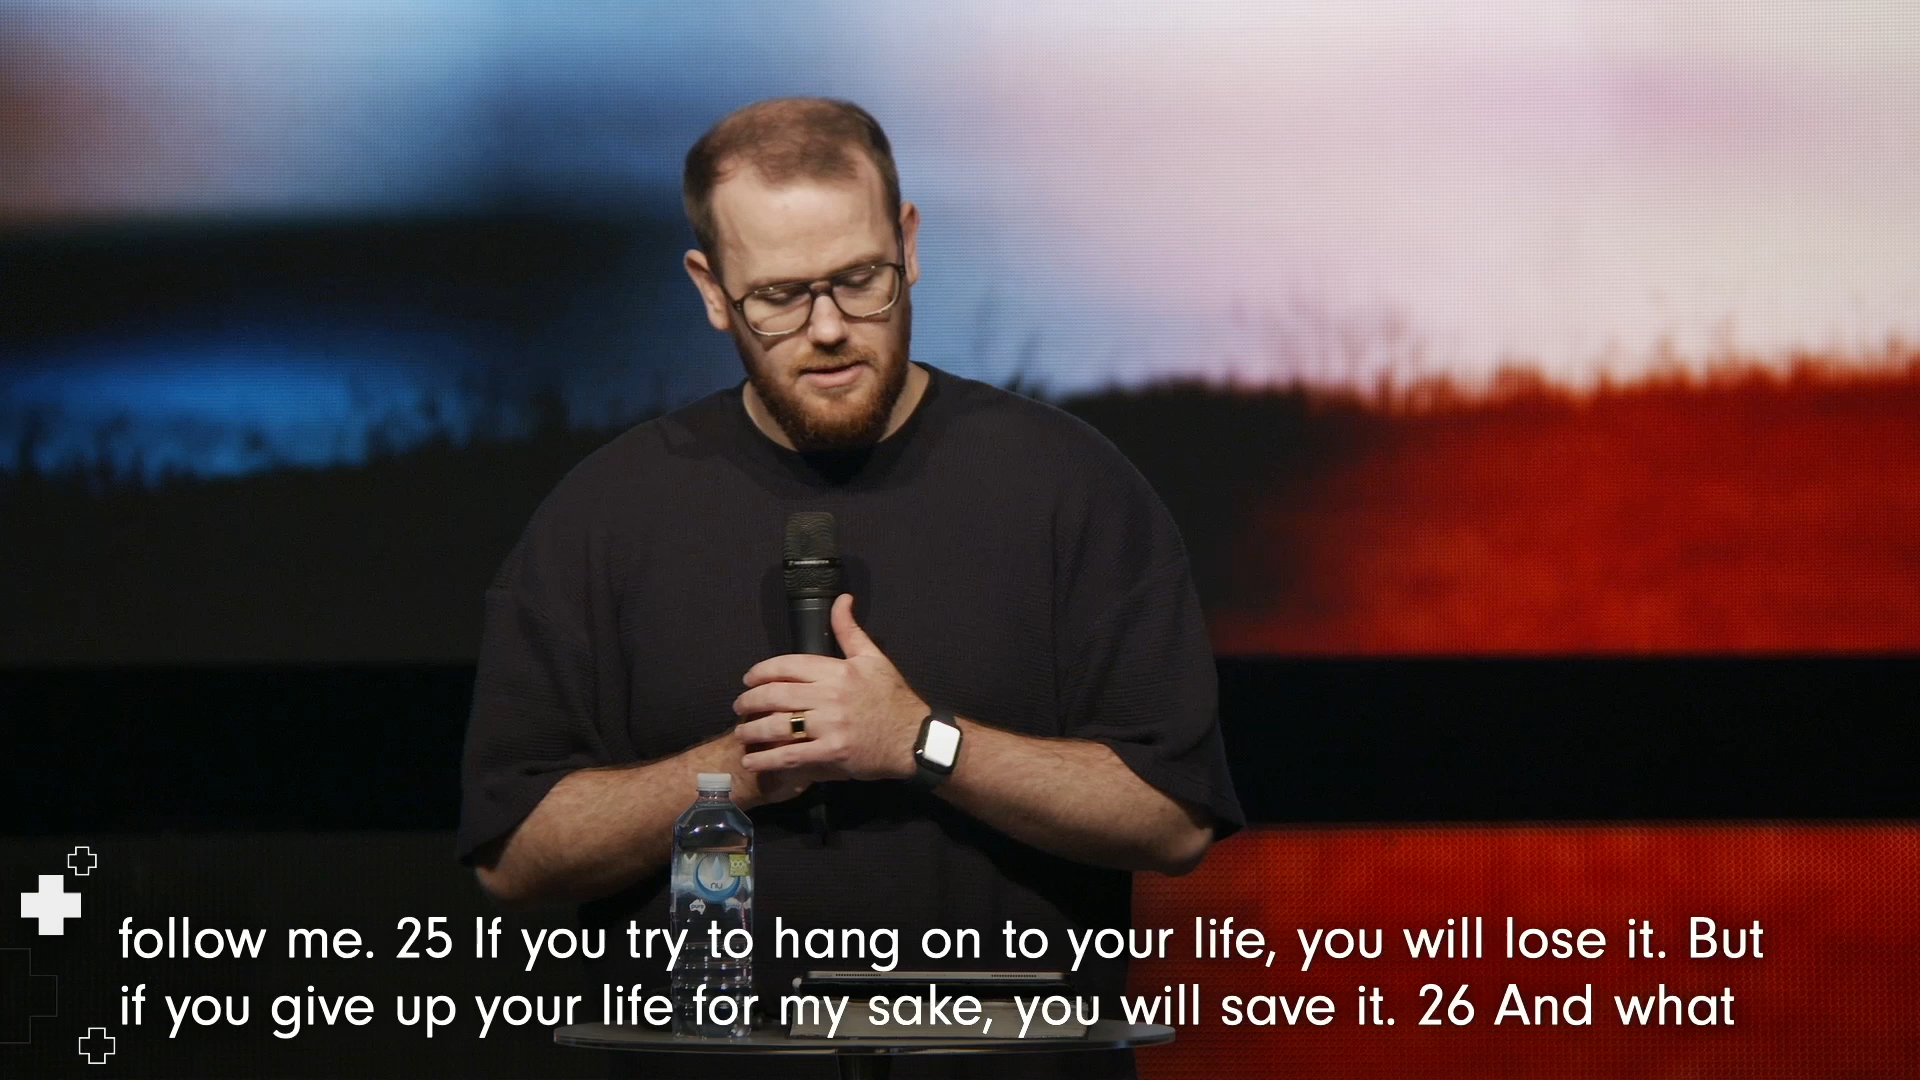 nu
follow me. 25 If you try to hang on to your life, you will lose it. But
if you give up your life for my sake, you will save it. 26 And what